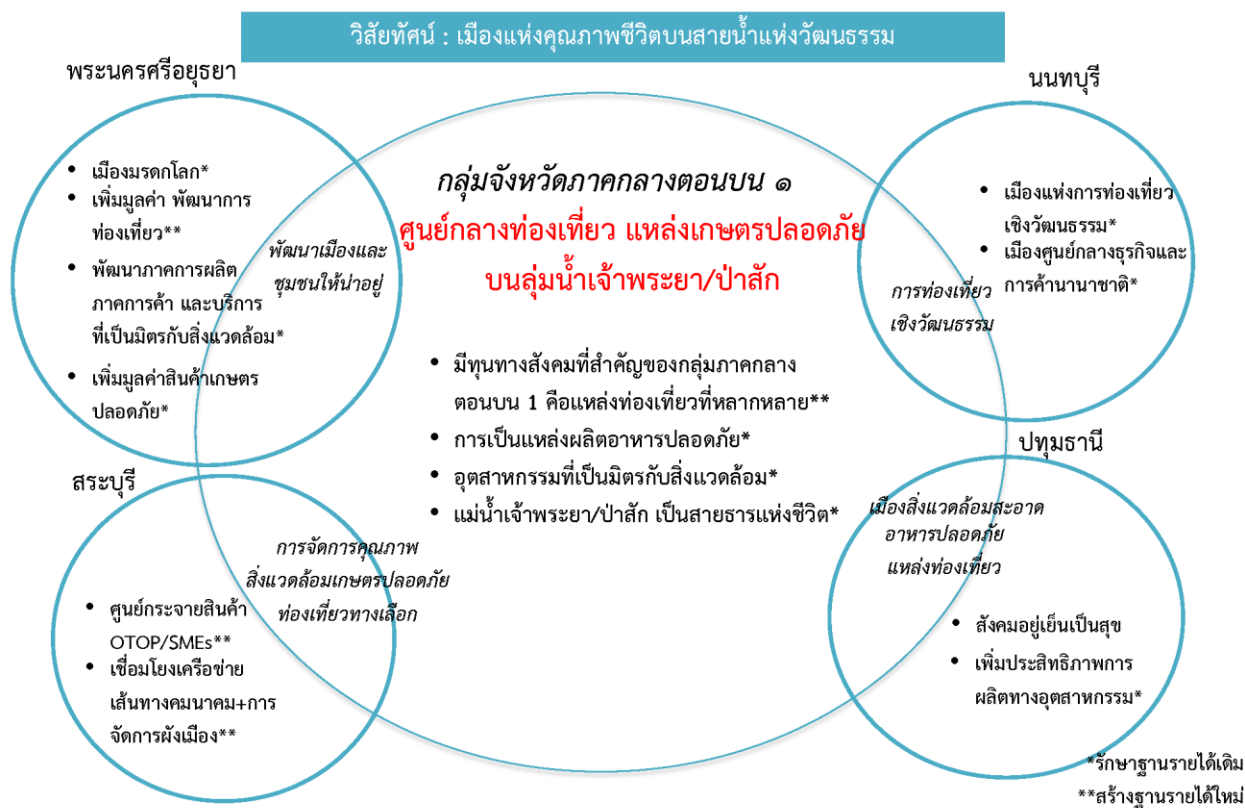 วิสัยทัศน์ : เมืองแห่งคุณภาพชีวิตบนสายน้ำแห่งวัฒนธรรม
พระนครศรีอยุธยา
• เมืองมรดกโลก*
• เพิ่มมูลค่า พัฒนาการ
ท่องเที่ยว**
• พัฒนาภาคการผลิต
ภาคการค้า และบริการ
ที่เป็นมิตรกับสิ่งแวดล้อม*
• เพิ่มมูลค่าสินค้าเกษตร
ปลอดภัย*
พัฒนาเมืองและ
ชุมชนให้น่าอยู่
กลุ่มจังหวัดภาคกลางตอนบน ๑
ศูนย์กลางท่องเที่ยว แหล่งเกษตรปลอดภัย
บนลุ่มน้ำเจ้าพระยา/ป่าสัก
• มีทุนทางสังคมที่สำคัญของกลุ่มภาคกลาง
ตอนบน 1 คือแหล่งท่องเที่ยวที่หลากหลาย**
• การเป็นแหล่งผลิตอาหารปลอดภัย*
• อุตสาหกรรมที่เป็นมิตรกับสิ่งแวดล้อม*
• แม่น้ำเจ้าพระยา/ป่าสัก เป็นสายธารแห่งชีวิต*
นนทบุรี
• เมืองแห่งการท่องเที่ยว
เชิงวัฒนธรรม*
• เมืองศูนย์กลางธุรกิจและ
การค้านานาชาติ*
การท่องเที่ยว
เชิงวัฒนธรรม
สระบุรี
การจัดการคุณภาพ
สิ่งแวดล้อมเกษตรปลอดภัย
ท่องเที่ยวทางเลือก
• ศูนย์กระจายสินค้า
OTOP/SMEs**
• เชื่อมโยงเครือข่าย
เส้นทางคมนาคม+การ
จัดการผังเมือง**
ปทุมธานี
เมืองสิ่งแวดล้อมสะอาด
อาหารปลอดภัย
แหล่งท่องเที่ยว
• สังคมอยู่เย็นเป็นสุข
• เพิ่มประสิทธิภาพการ
ผลิตทางอุตสาหกรรม*
*รักษาฐานรายได้เดิม
**สร้างฐานรายได้ใหม่